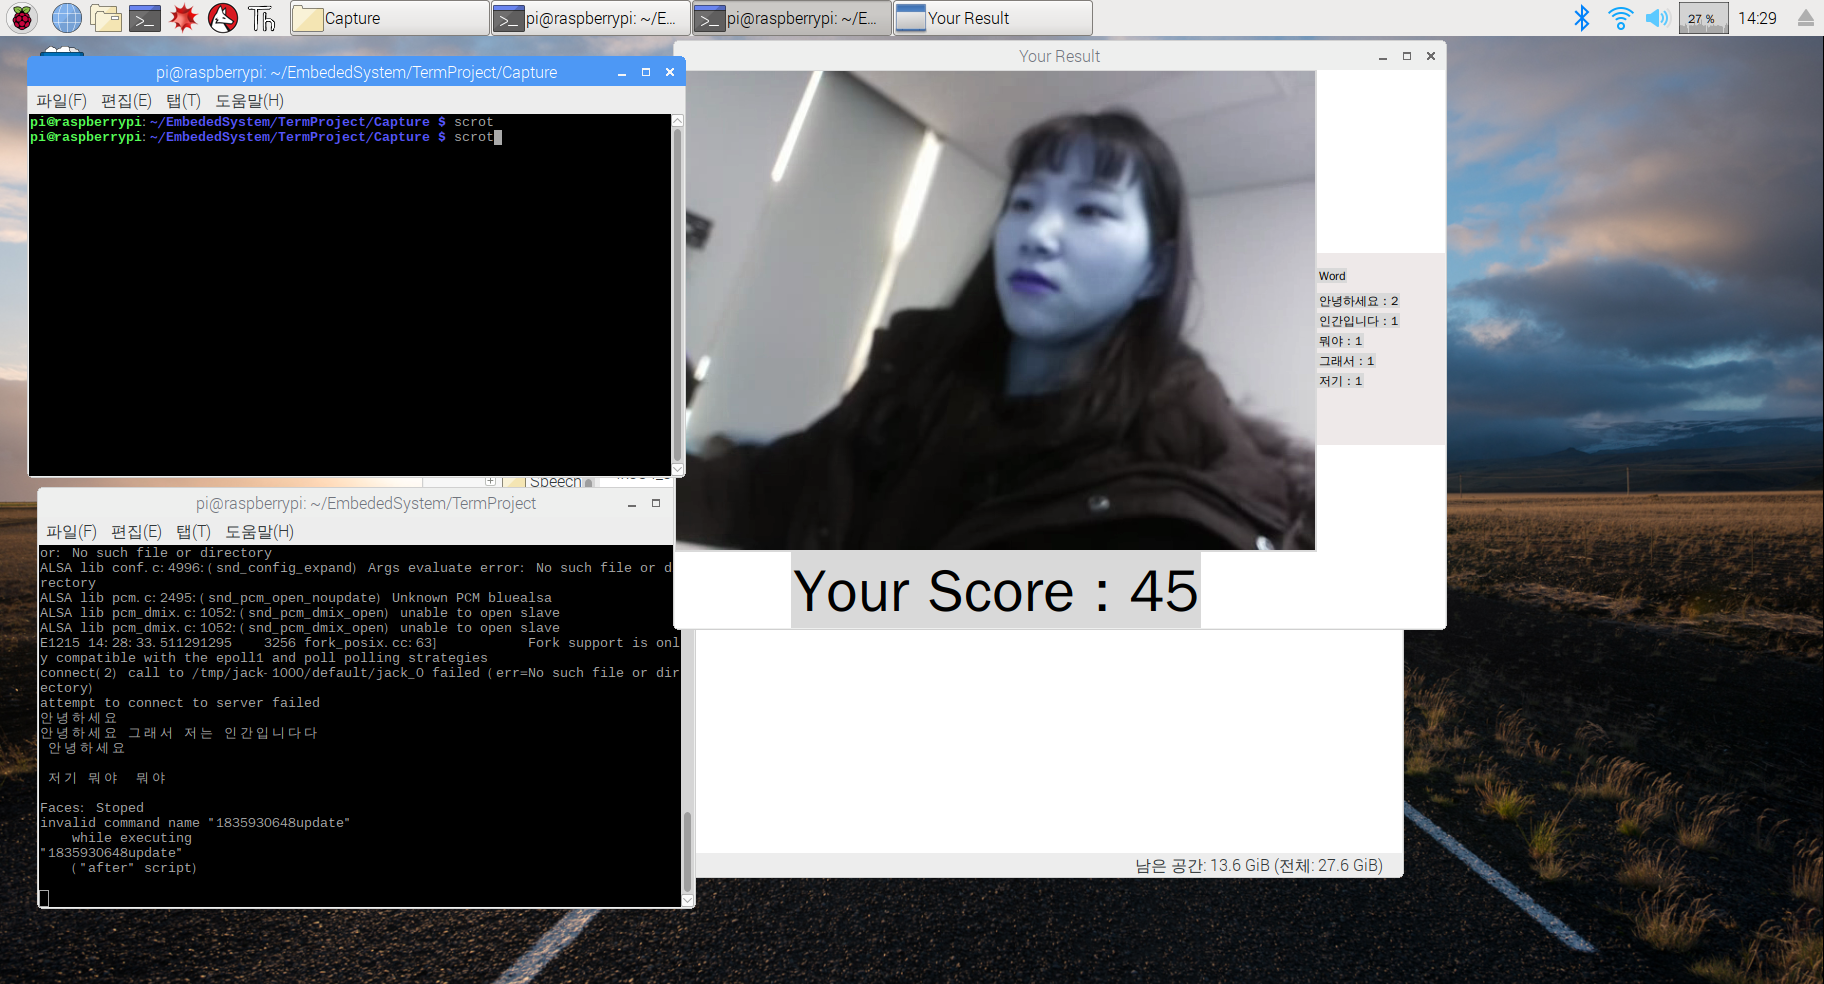 Capture
pi@raspberrypi: ~/E...
pi@raspberrypi: ~/E...
Your Result
27 %
14:29
pi@raspberrypi: ~/EmbededSystem/TermProject/Capture
파일(F) 편집(E) 탭(T) 도움말(H)
pi@raspberrypi:~/EmbededSystem/TermProject/Capture $ scrot
pi@raspberrypi:~/EmbededSystem/TermProject/Capture $ scrot
Your Result
Word
안녕하세요 : 2
인간입니다 : 1
뭐야 : 1
그래서 : 1
저기 : 1
Your Score : 45
Speech
pi@raspberrypi: ~/EmbededSystem/TermProject
파일(F) 편집(E) 탭(T) 도움말(H)
or: No such file or directory
ALSA lib conf.c:4996:(snd_config_expand) Args evaluate error: No such file or d
rectory
ALSA lib pcm.c:2495:(snd_pcm_open_noupdate) Unknown PCM bluealsa
ALSA lib pcm_dmix.c:1052:(snd_pcm_dmix_open) unable to open slave
ALSA lib pcm_dmix.c:1052:(snd_pcm_dmix_open) unable to open slave
E1215 14:28:33.511291295    3256 fork_posix.cc:63]           Fork support is onl
y compatible with the epoll1 and poll polling strategies
connect(2) call to /tmp/jack-1000/default/jack_0 failed (err=No such file or dir
ectory)
attempt to connect to server failed
안녕하세요
안녕하세요 그래서 저는 인간입니다다
안녕하세요
저기 뭐야  뭐야
Faces: Stoped
invalid command name "1835930648update"
    while executing
"1835930648update"
    ("after" script)
남은 공간: 13.6 GiB (전체: 27.6 GiB)